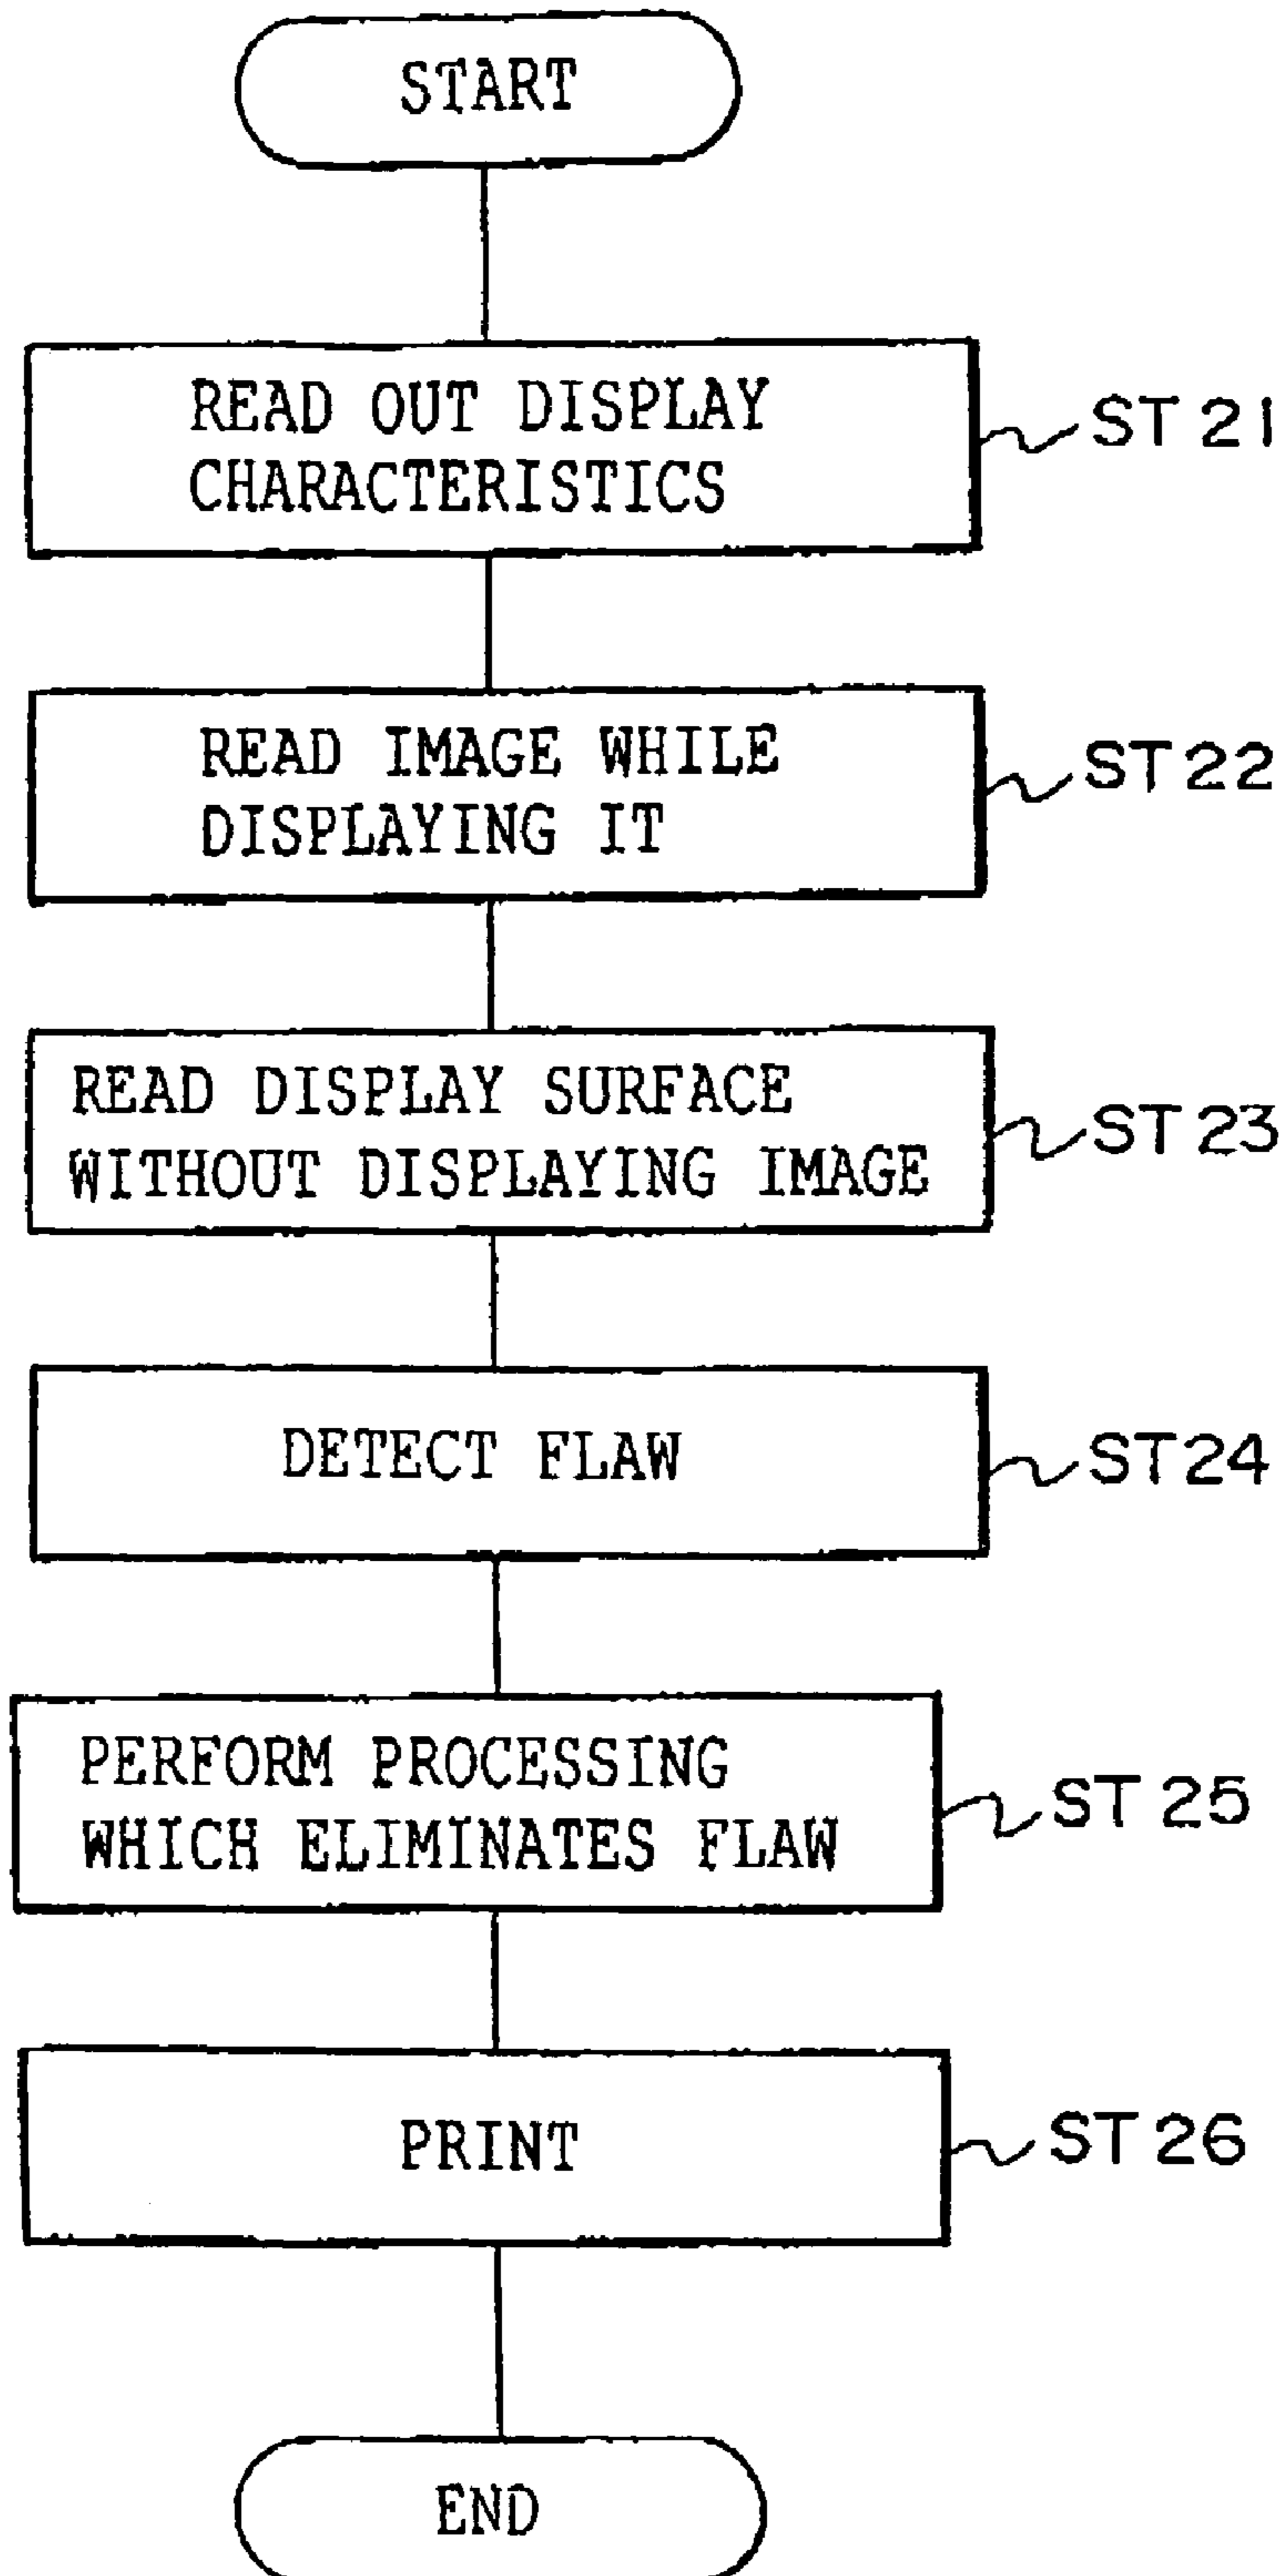 START
READ OUT DISPLAY
CHARACTERISTICS
ST21
READ IMAGE WHILE
DISPLAYING IT
ST22
READ DISPLAY SURFACE
WITHOUT DISPLAYING IMAGE
ST23
DETECT FLAW
ST24
PERFORM PROCESSING
WHICH ELIMINATES FLAW
ST25
PRINT
ST26
END